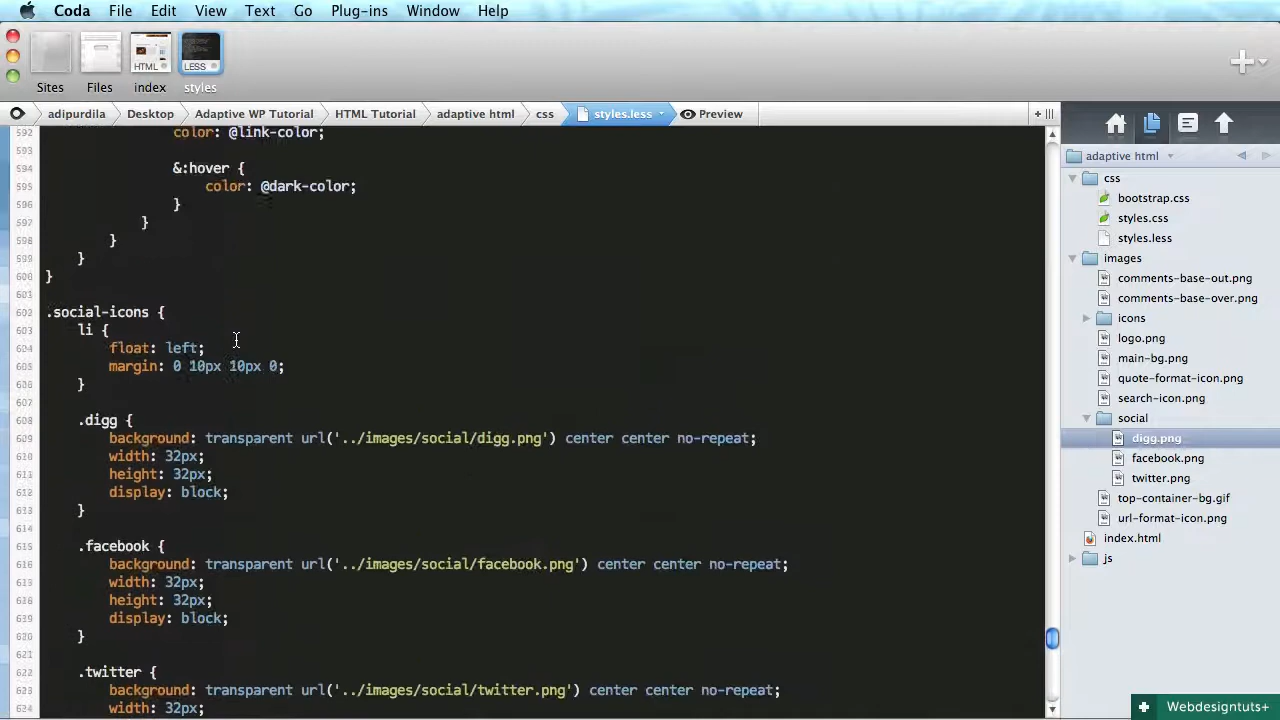 Coda File Edit View Text Go Plug-ins Window Help
HTML LESS
Sites Files index styles
adipurdila Desktop Adaptive WP Tutorial HTML Tutorial adaptive html css styles.less Preview
592 color: @link-color;
593
594 &:hover {
595 color: @dark-color;
596 }
597 }
598 }
599 }
600 }
601
602 .social-icons {
603 li {
604 float: left;
605 margin: 0 10px 10px 0;
606 }
607
608 .digg {
609 background: transparent url('../images/social/digg.png') center center no-repeat;
610 width: 32px;
611 height: 32px;
612 display: block;
613 }
614
615 .facebook {
616 background: transparent url('../images/social/facebook.png') center center no-repeat;
617 width: 32px;
618 height: 32px;
619 display: block;
620 }
621
622 .twitter {
623 background: transparent url('../images/social/twitter.png') center center no-repeat;
624 width: 32px;
adaptive html
css
bootstrap.css
styles.css
styles.less
images
comments-base-out.png
comments-base-over.png
icons
logo.png
main-bg.png
quote-format-icon.png
search-icon.png
social
digg.png
facebook.png
twitter.png
top-container-bg.gif
url-format-icon.png
index.html
js
Webdesigntuts+